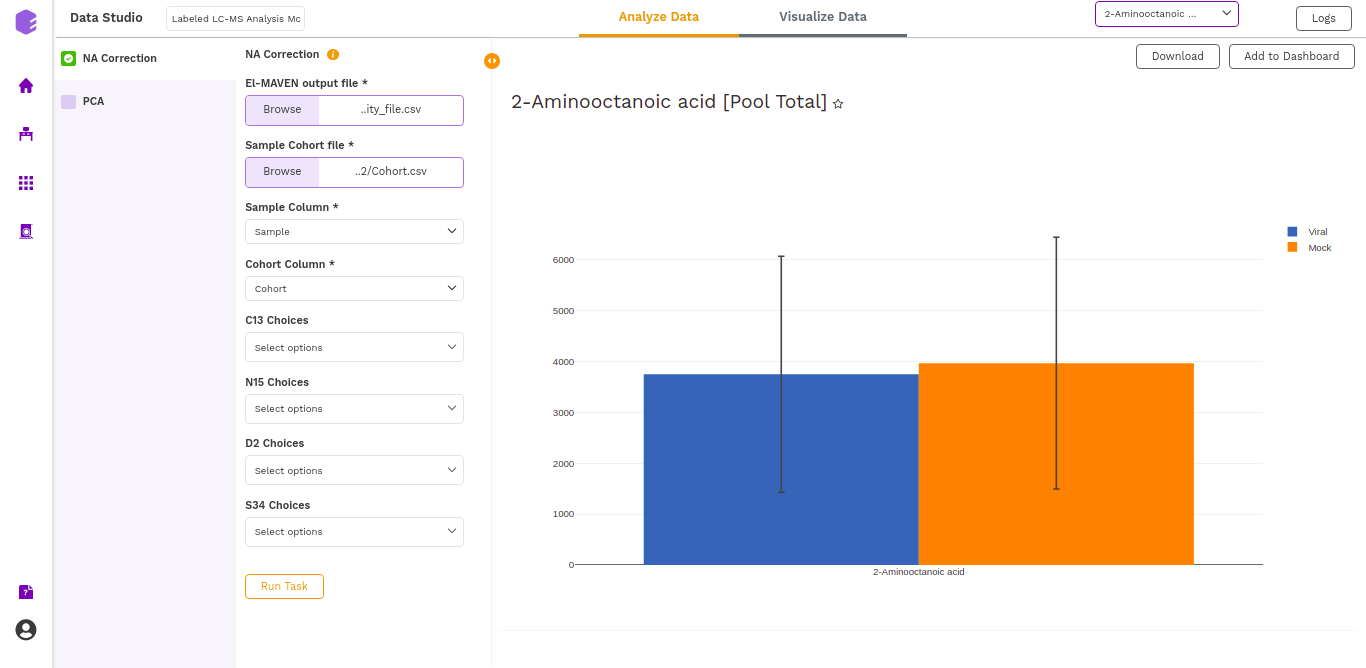 Data Studio
Labeled LC-MS Analysis Mc
Analyze Data
Visualize Data
2-Aminooctanoic ...
Logs
NA Correction
PCA
NA Correction
El-MAVEN output file *
Browse ..ity_file.csv
Sample Cohort file *
Browse ..2/Cohort.csv
Sample Column *
Sample
Cohort Column *
Cohort
C13 Choices
Select options
N15 Choices
Select options
D2 Choices
Select options
S34 Choices
Select options
Run Task
Download
Add to Dashboard
2-Aminooctanoic acid [Pool Total]
6000
5000
4000
3000
2000
1000
0
2-Aminooctanoic acid
Viral
Mock